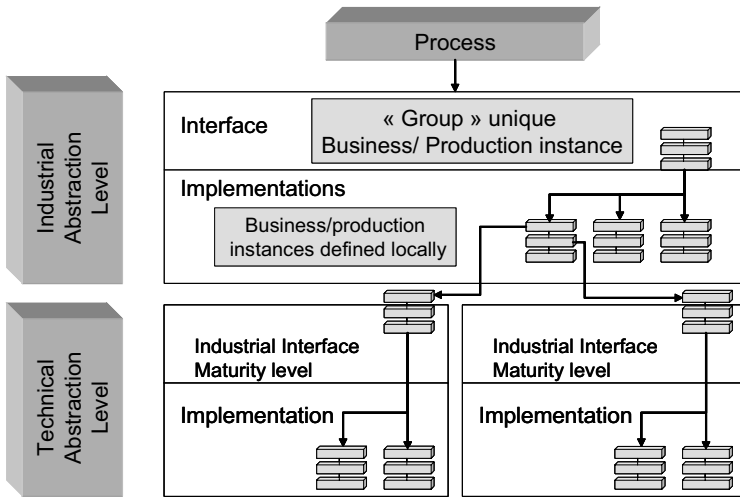 Process
Industrial
Abstraction
Level
Interface
« Group » unique
Business/ Production instance
Implementations
Business/production
instances defined locally
Technical
Abstraction
Level
Industrial Interface
Maturity level
Implementation
Industrial Interface
Maturity level
Implementation